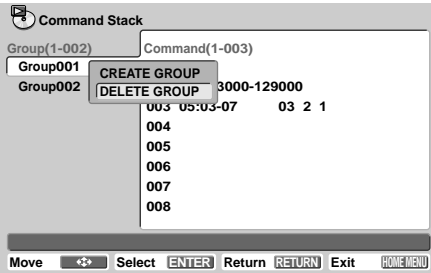 Command Stack
Group(1-002) Command(1-003)
Group001
CREATE GROUP
Group002
DELETE GROUP
3000-129000
003 05:03-07 03 2 1
004
005
006
007
008
Move Select ENTER Return RETURN Exit HOME MENU